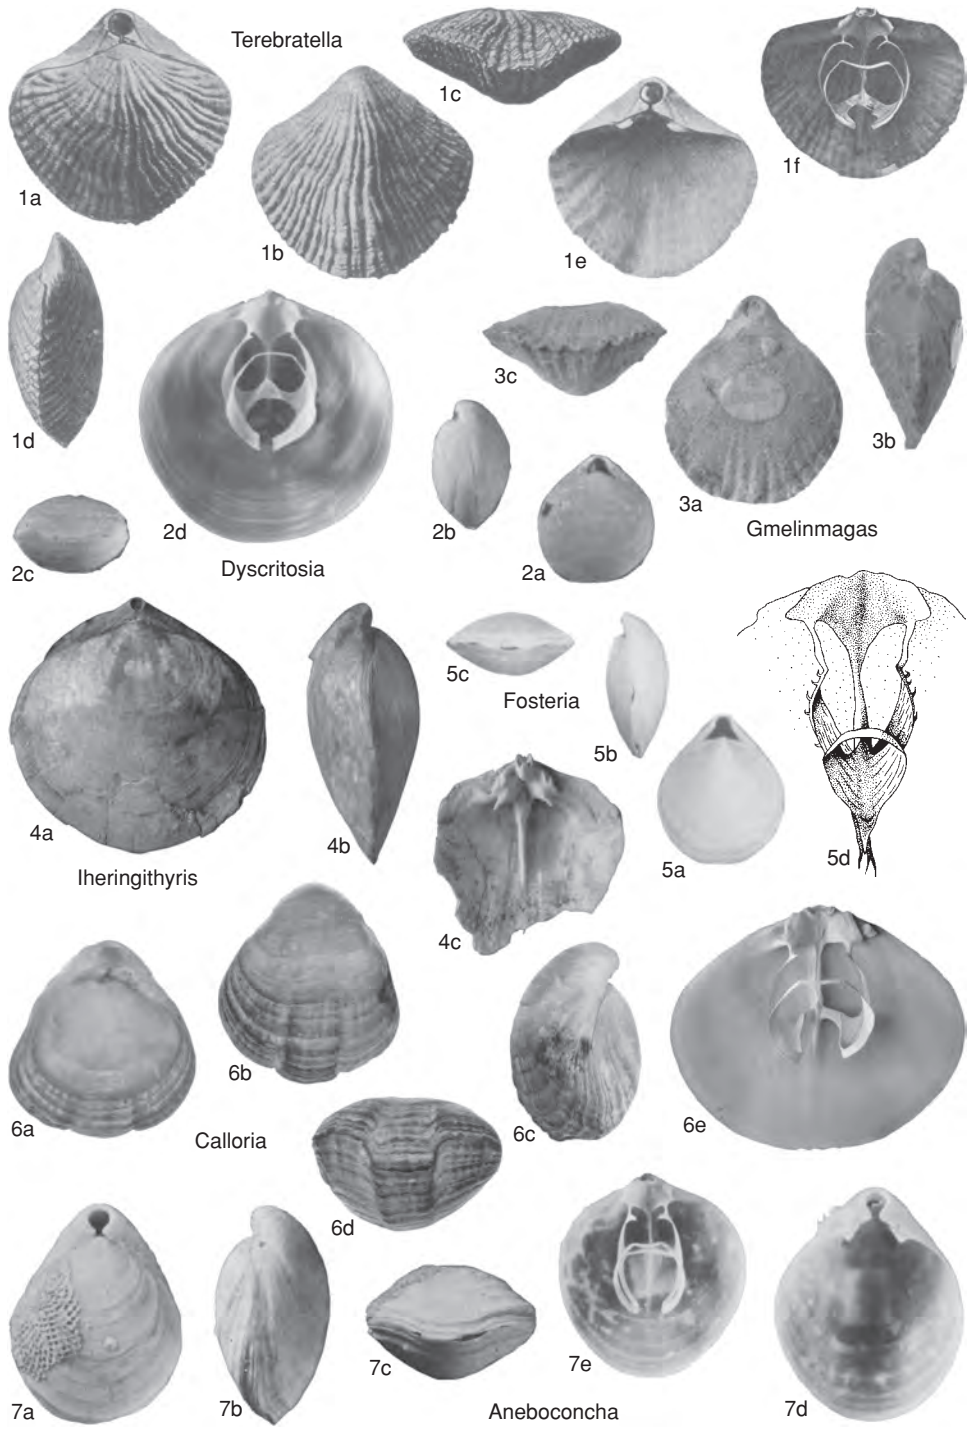 Terebratella
1c
1a
1b
1e
1f
1d
2d
3c
2b
3a
3b
2c
Dyscritosia
2a
Gmelinmagas
5c
Fosteria
5b
4a
4b
5a
5d
Iheringithyris
4c
6a
6b
6c
6e
Calloria
6d
7a
7b
7c
7e
7d
Aneboconcha